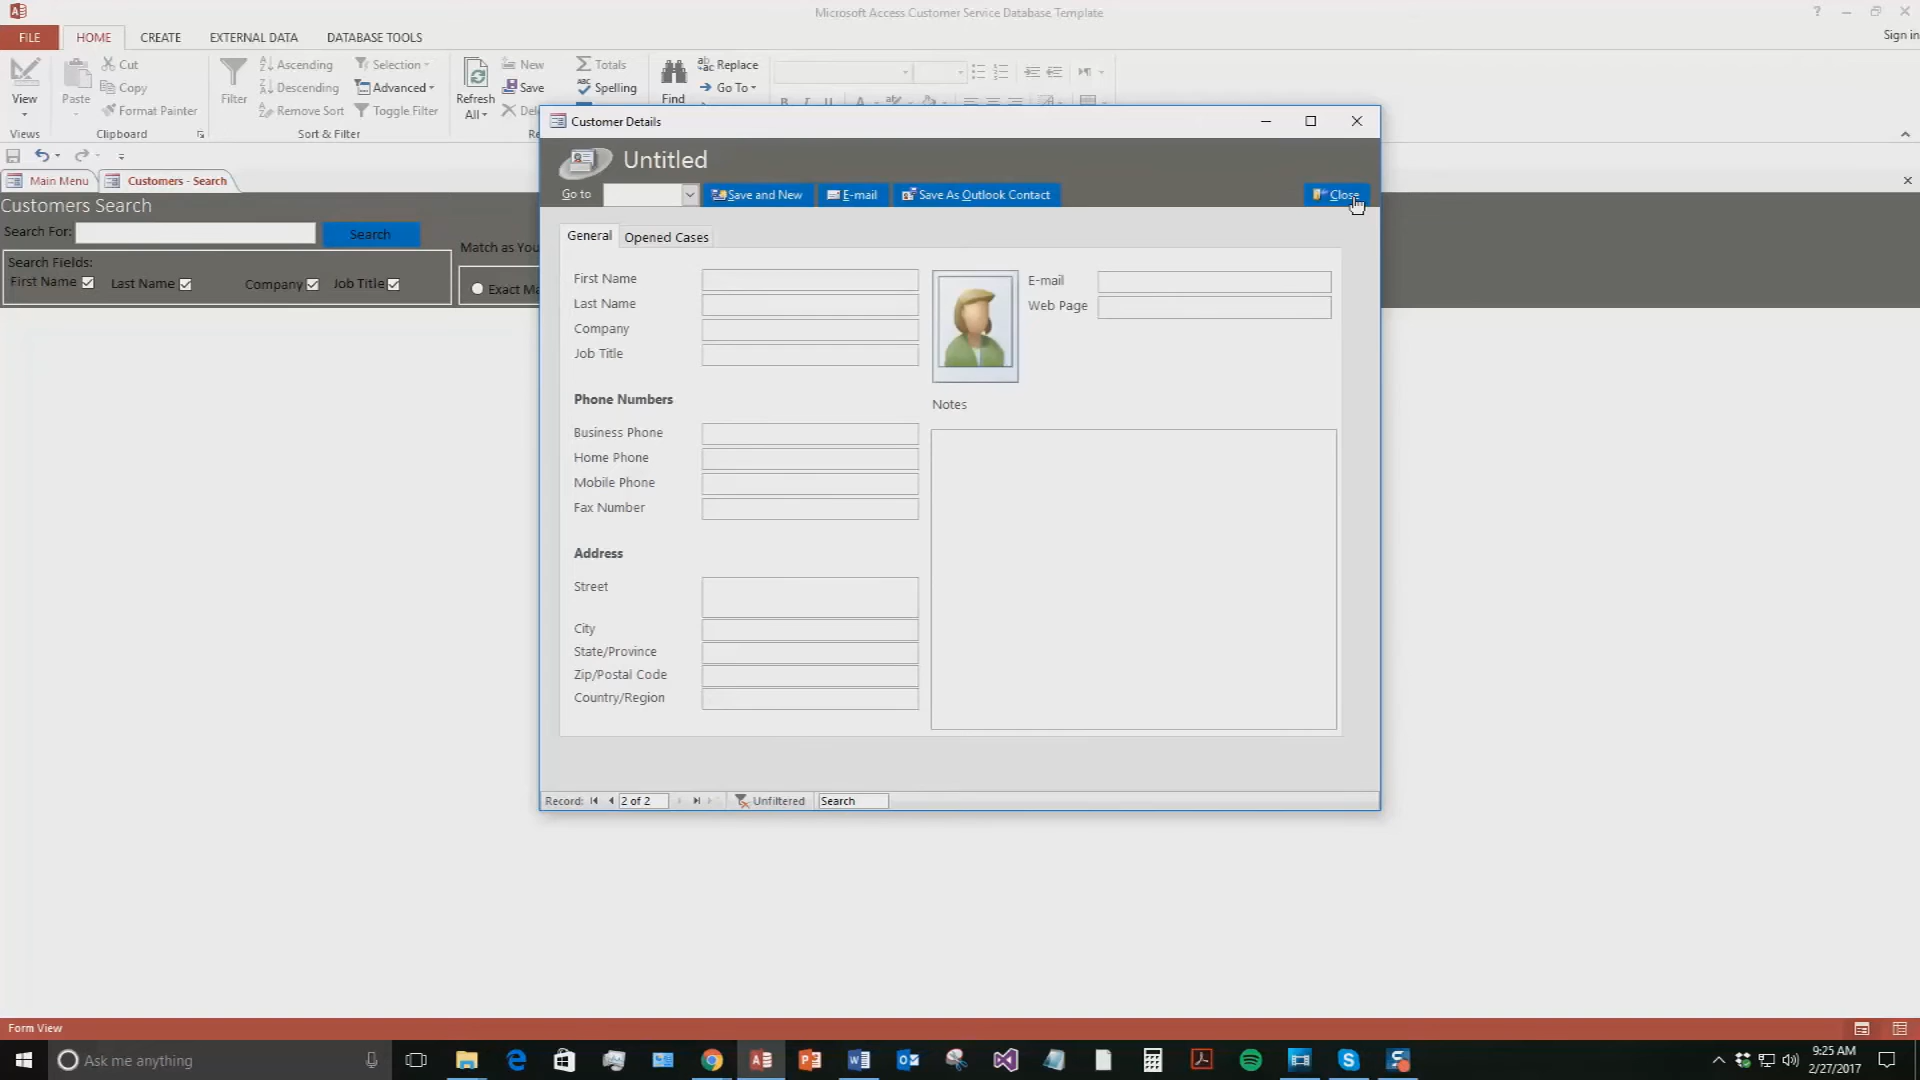 Microsoft Access Customer Service Database Template
FILE HOME CREATE EXTERNAL DATA DATABASE TOOLS Sign in
Cut Ascending Selection New Totals Replace
Copy Descending Advanced Save Spelling Go To
View Paste Format Painter Filter Remove Sort Toggle Filter Refresh All Find
Views Clipboard Sort & Filter
Main Menu Customers - Search
Customers Search
Search For: Search
Search Fields:
First Name Last Name Company Job Title
Match as You
Exact
Customer Details
Untitled
Go to Save and New E-mail Save As Outlook Contact Close
General Opened Cases
First Name
Last Name
Company
Job Title
E-mail
Web Page
Phone Numbers
Notes
Business Phone
Home Phone
Mobile Phone
Fax Number
Address
Street
City
State/Province
Zip/Postal Code
Country/Region
Record: 2 of 2 Unfiltered Search
Form View
Ask me anything
9:25 AM
2/27/2017